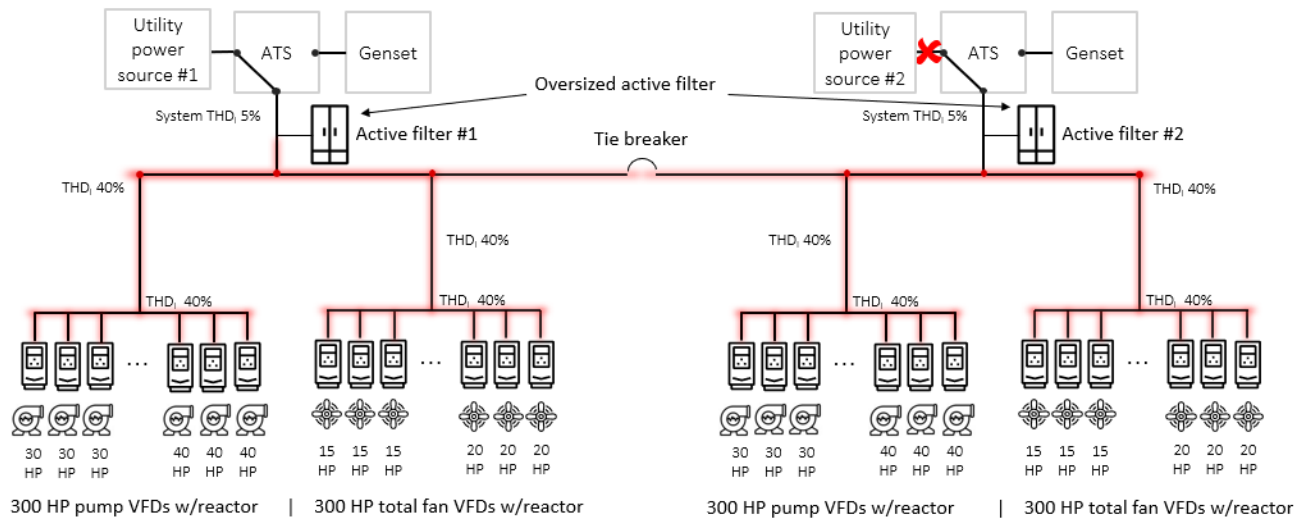 Utility
power
source #1
ATS
Genset
Utility
power
source #2
ATS
Genset
Oversized active filter
System THDI 5%
Active filter #1
Tie breaker
System THDI 5%
Active filter #2
THDI 40%
THDI 40%
THDI 40%
THDI 40%
THDI 40%
THDI 40%
THDI 40%
THDI 40%
... ... ... ...
30 30 30 40 40 40 15 15 15 20 20 20 30 30 30 40 40 40 15 15 15 20 20 20
HP HP HP HP HP HP HP HP HP HP HP HP HP HP HP HP HP HP HP HP HP HP HP HP
300 HP pump VFDs w/reactor | 300 HP total fan VFDs w/reactor 300 HP pump VFDs w/reactor | 300 HP total fan VFDs w/reactor